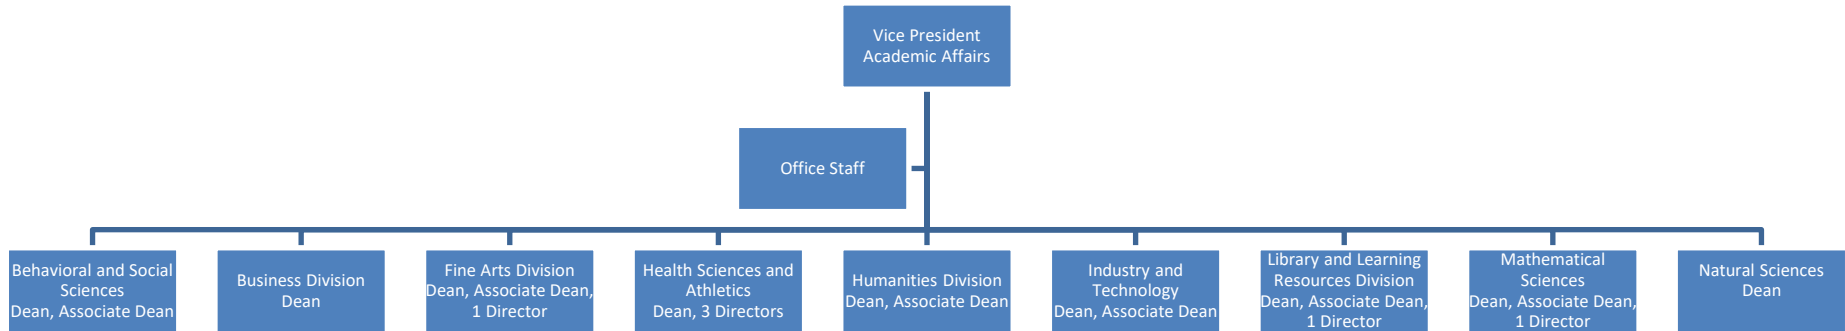 Vice President
Academic Affairs
Office Staff
Behavioral and Social
Sciences
Dean, Associate Dean
Business Division
Dean
Fine Arts Division
Dean, Associate Dean,
1 Director
Health Sciences and
Athletics
Dean, 3 Directors
Humanities Division
Dean, Associate Dean
Industry and
Technology
Dean, Associate Dean
Library and Learning
Resources Division
Dean, Associate Dean,
1 Director
Mathematical
Sciences
Dean, Associate Dean,
1 Director
Natural Sciences
Dean